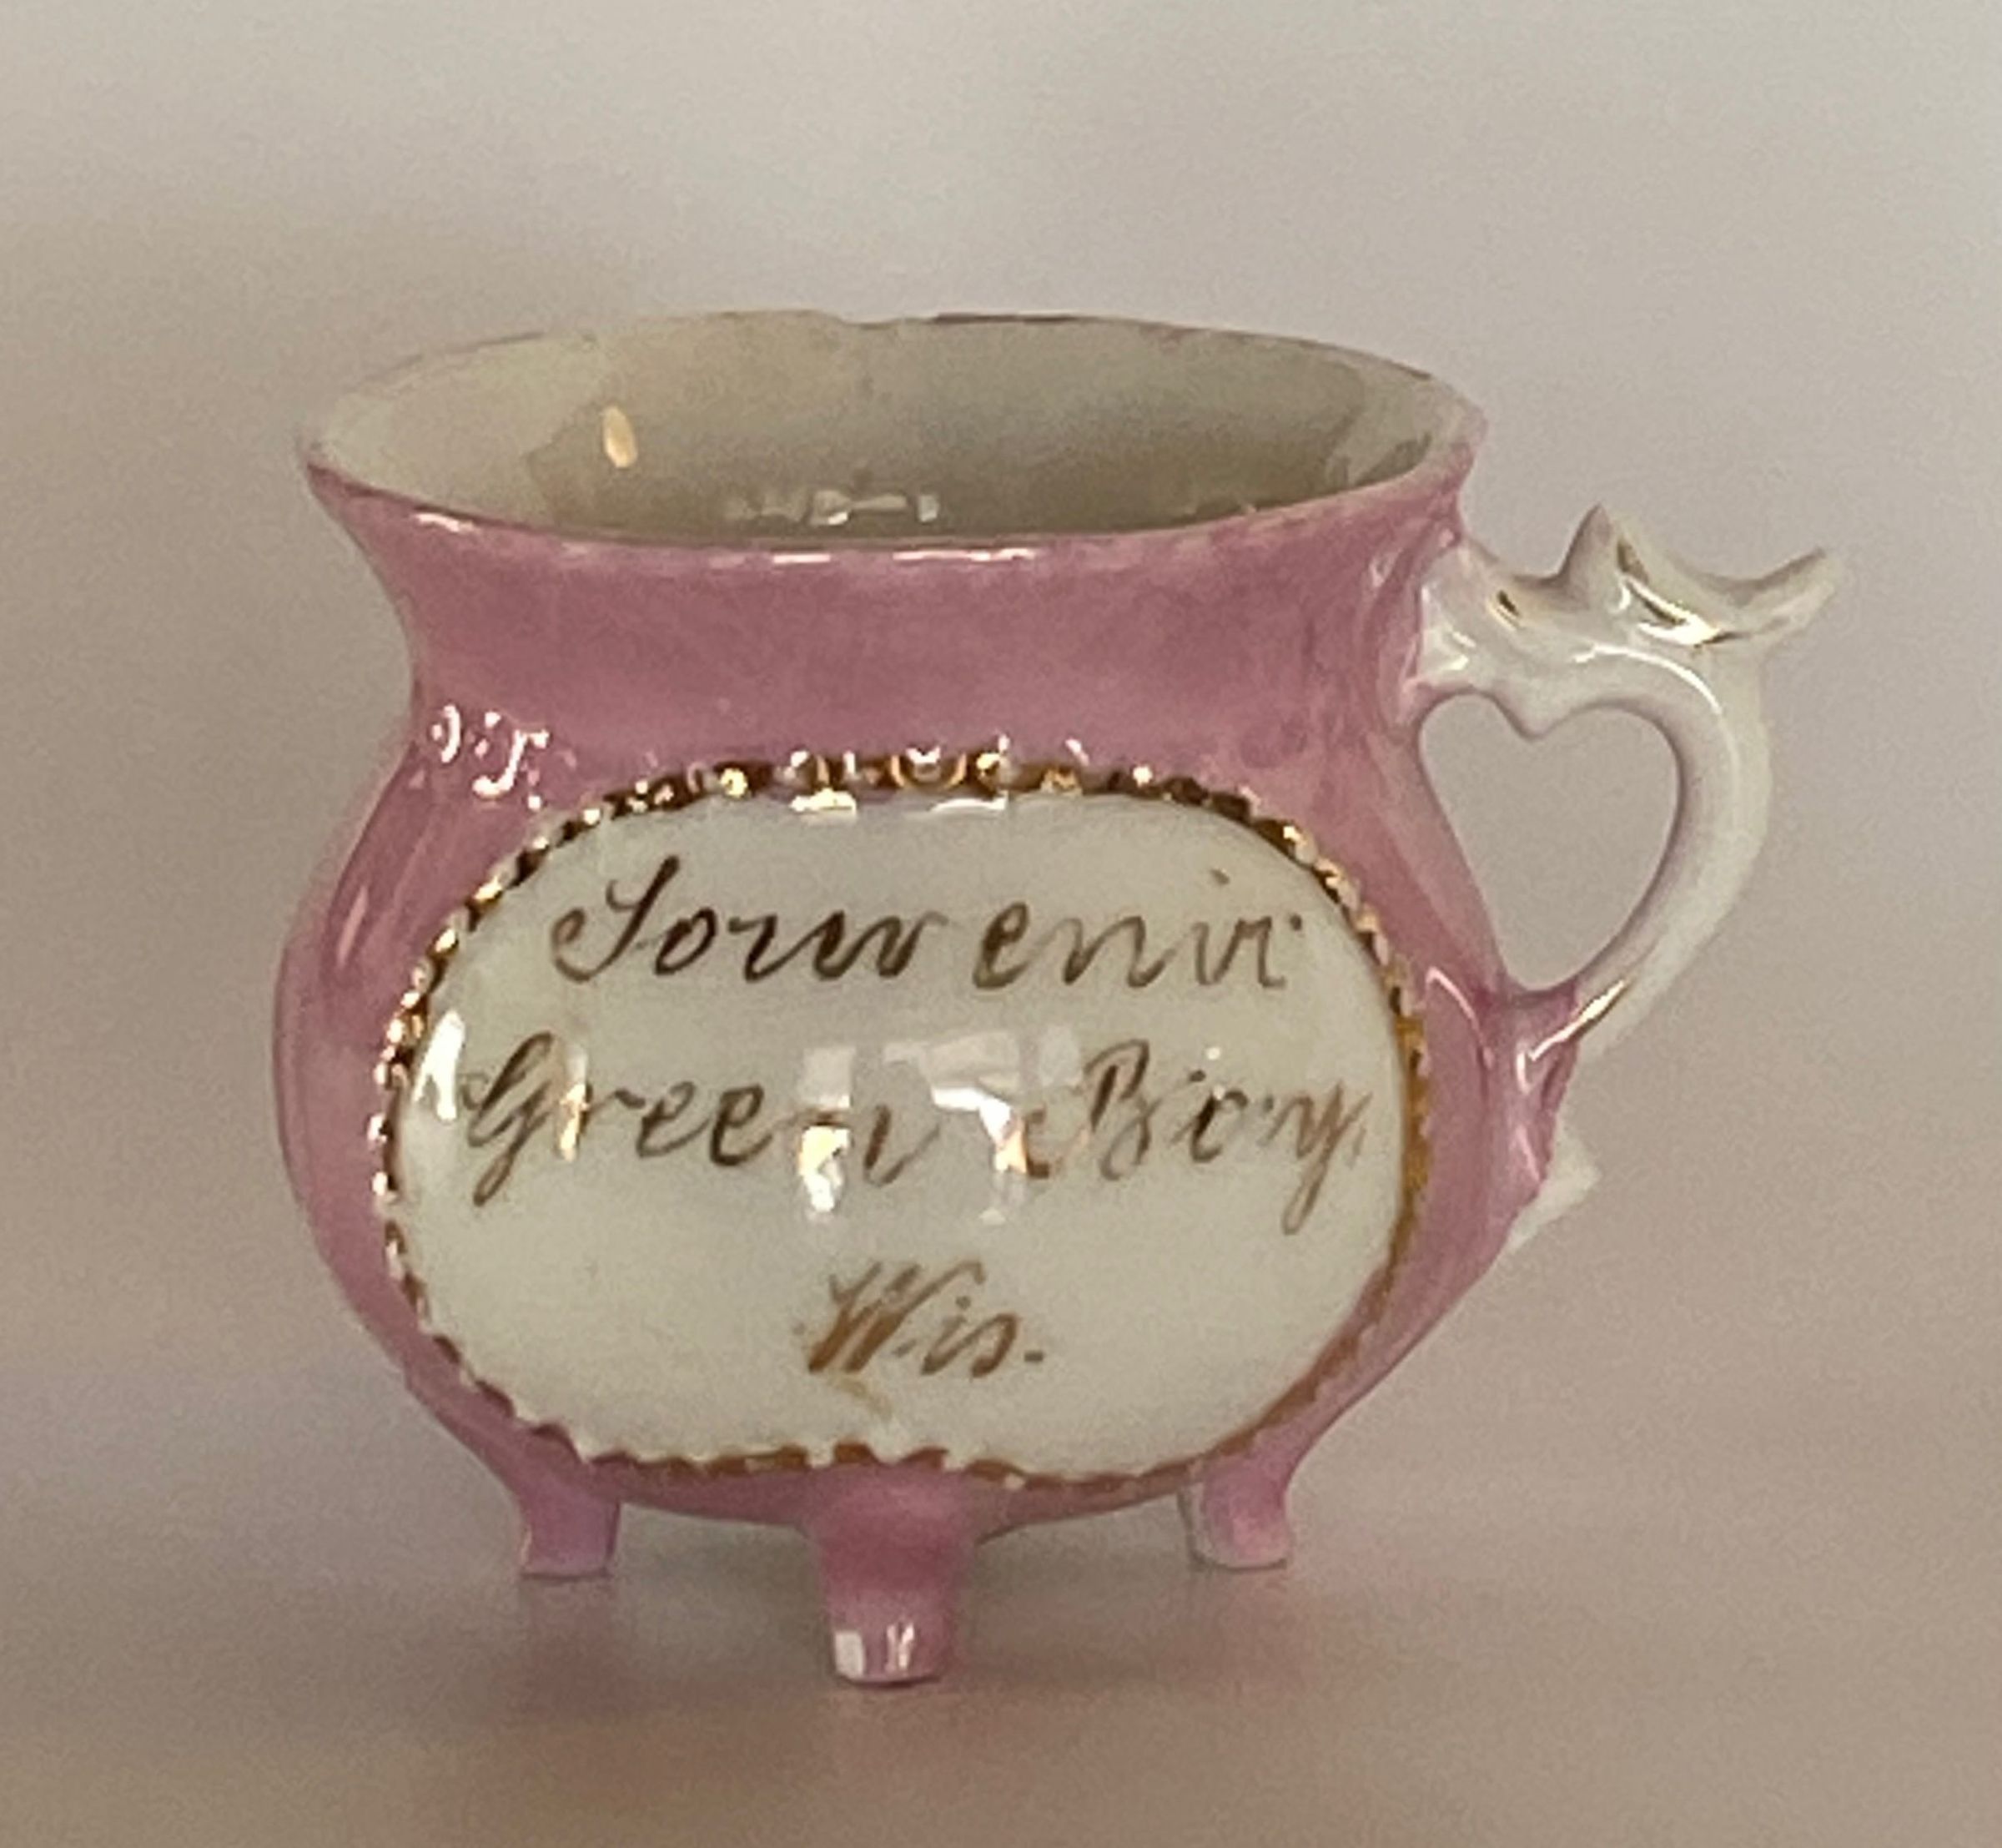 Souvenir
Green Bay,
Wis.